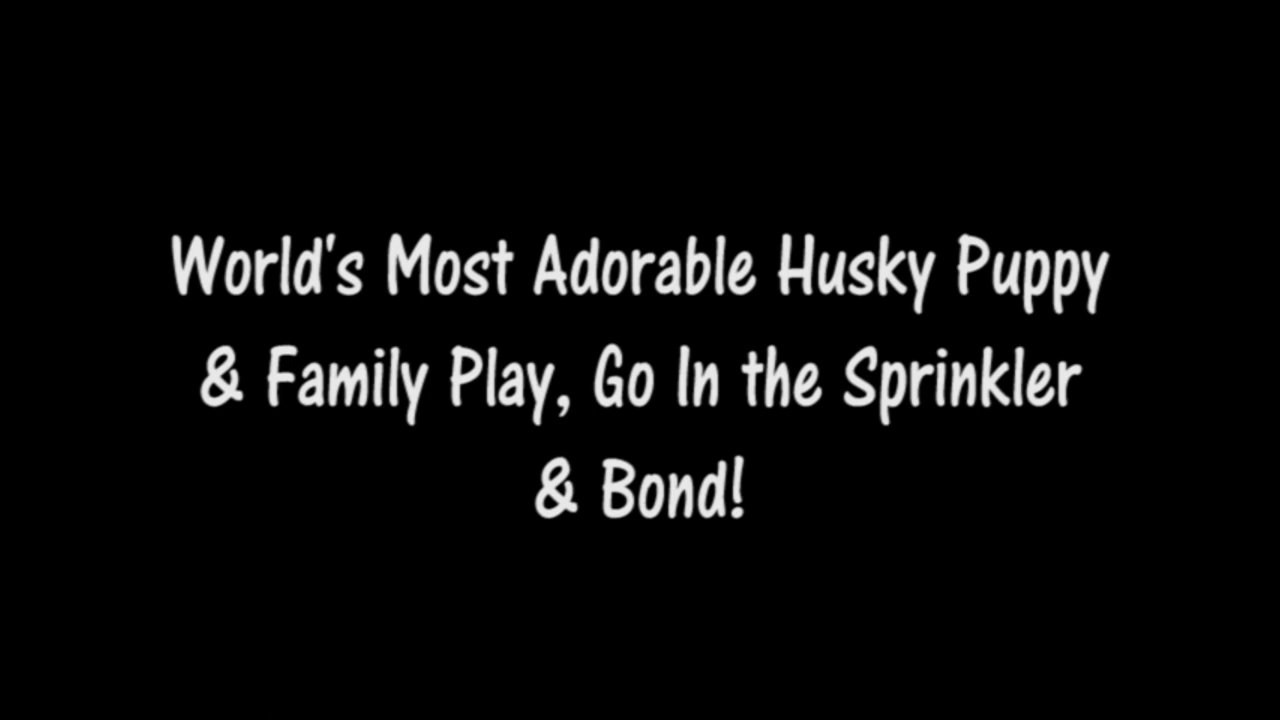 World's Most Adorable Husky Puppy
& Family Play, Go In the Sprinkler
& Bond!